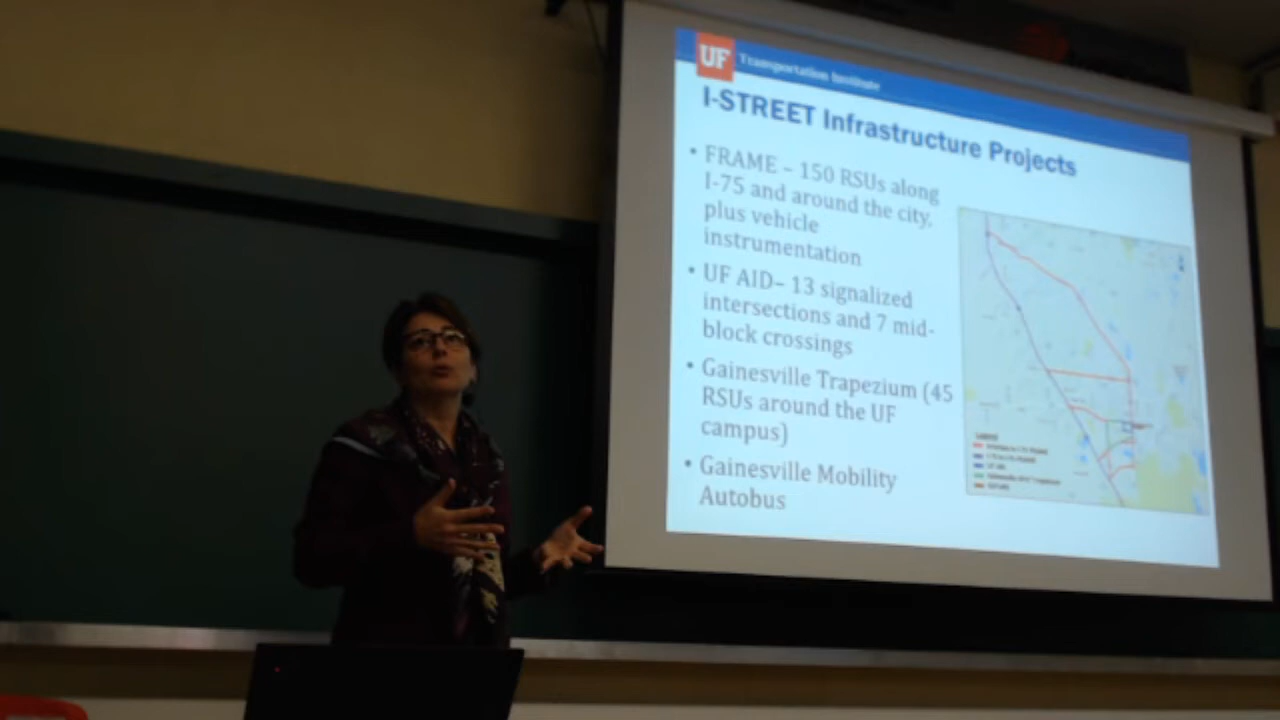 UF Transportation Institute
I-STREET Infrastructure Projects
• FRAME – 150 RSUs along
I-75 and around the city,
plus vehicle
instrumentation
• UF AID– 13 signalized
intersections and 7 mid-
block crossings
• Gainesville Trapezium (45
RSUs around the UF
campus)
• Gainesville Mobility
Autobus